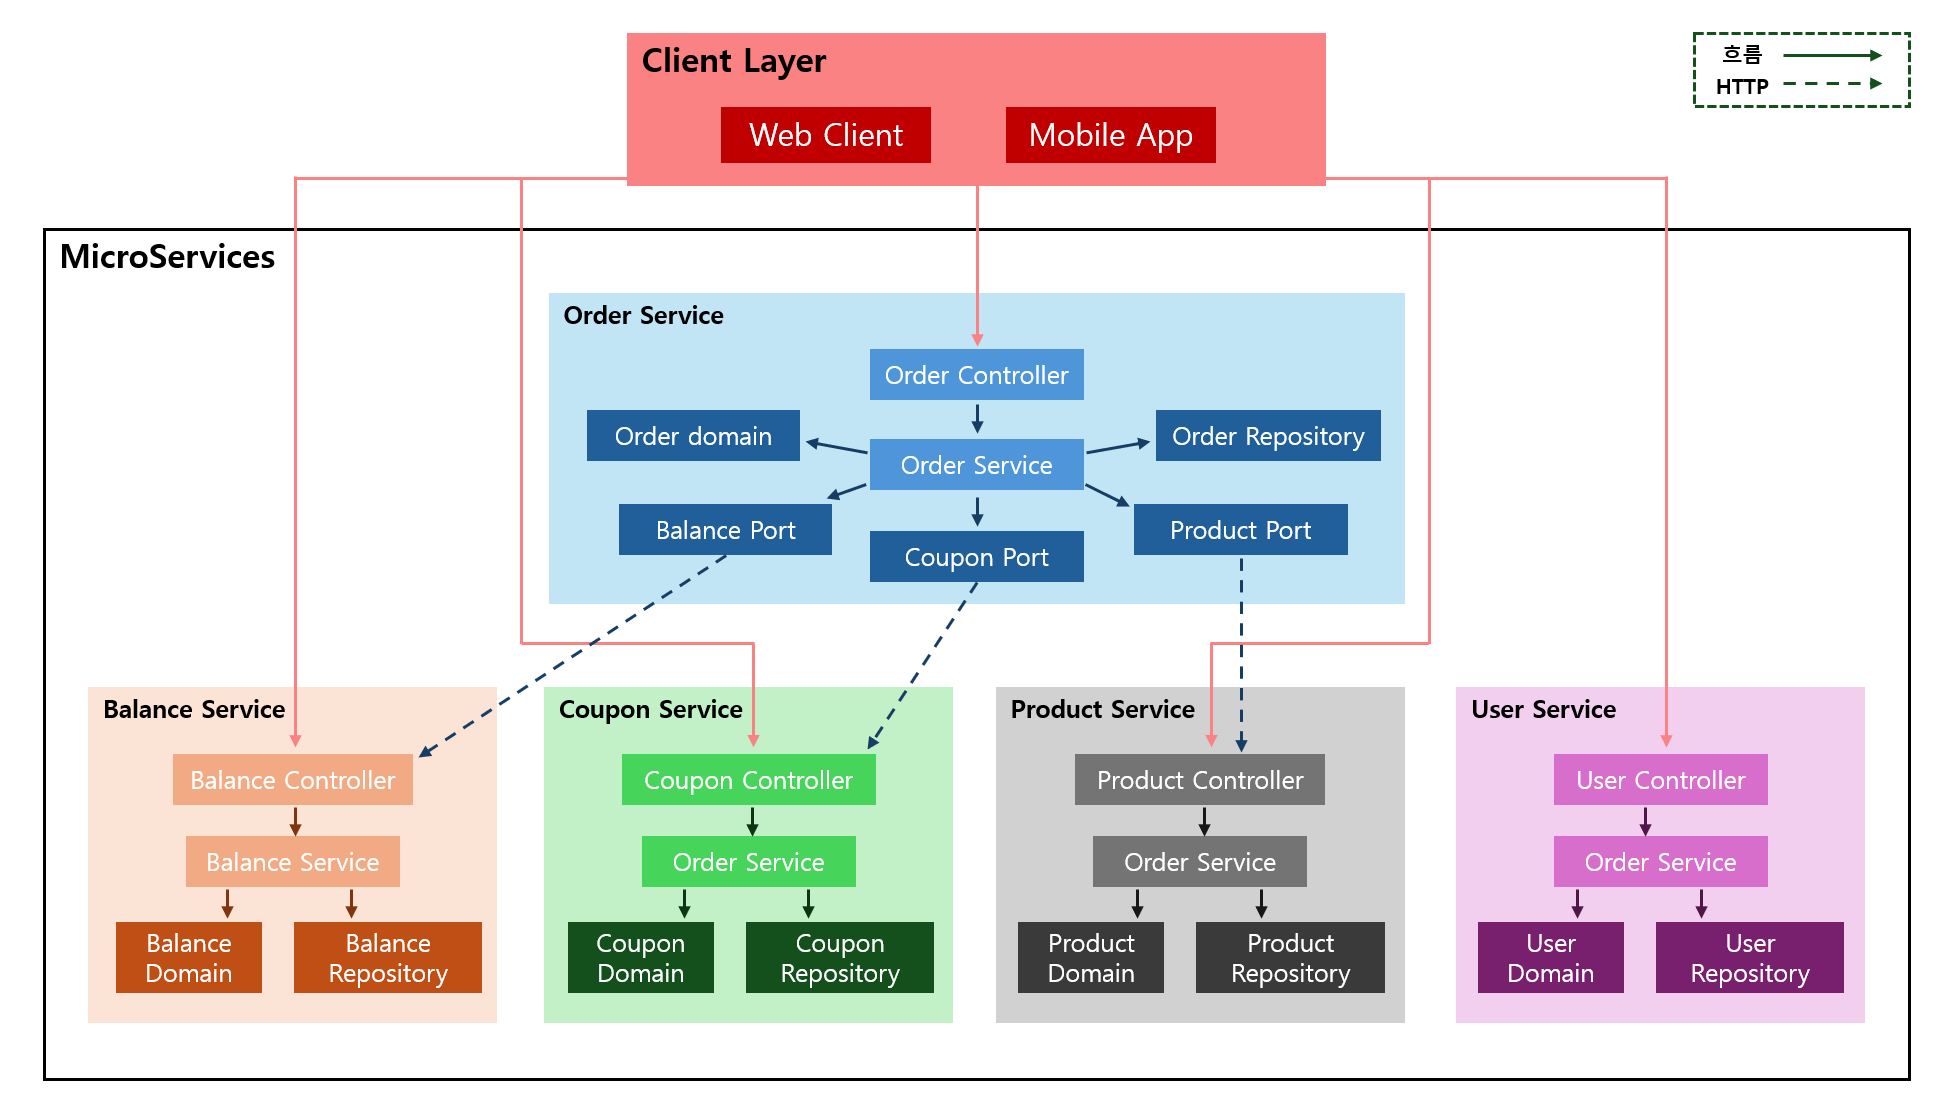 Client Layer
Web Client
Mobile App
흐름
HTTP
MicroServices
Order Service
Order Controller
Order domain
Order Service
Order Repository
Balance Port
Coupon Port
Product Port
Balance Service
Balance Controller
Balance Service
Balance
Domain
Balance
Repository
Coupon Service
Coupon Controller
Order Service
Coupon
Domain
Coupon
Repository
Product Service
Product Controller
Order Service
Product
Domain
Product
Repository
User Service
User Controller
Order Service
User
Domain
User
Repository